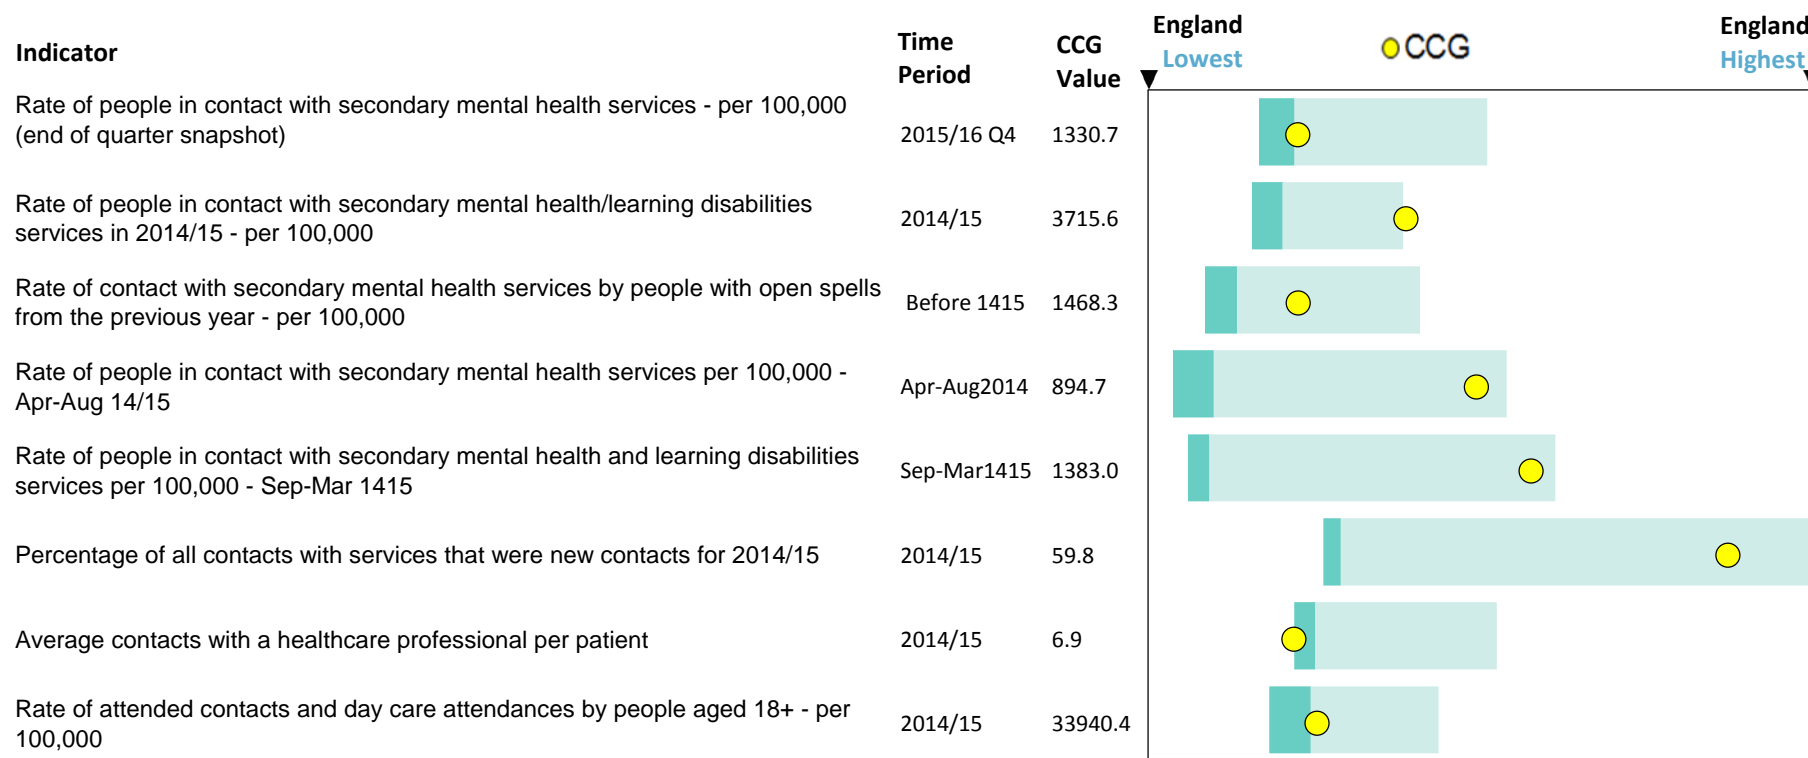 Indicator
Time
Period
CCG
Value
England
Lowest
CCG
England
Highest
Rate of people in contact with secondary mental health services - per 100,000
(end of quarter snapshot)
2015/16 Q4
1330.7
Rate of people in contact with secondary mental health/learning disabilities
services in 2014/15 - per 100,000
2014/15
3715.6
Rate of contact with secondary mental health services by people with open spells
from the previous year - per 100,000
Before 1415
1468.3
Rate of people in contact with secondary mental health services per 100,000 -
Apr-Aug 14/15
Apr-Aug2014
894.7
Rate of people in contact with secondary mental health and learning disabilities
services per 100,000 - Sep-Mar 1415
Sep-Mar1415
1383.0
Percentage of all contacts with services that were new contacts for 2014/15
2014/15
59.8
Average contacts with a healthcare professional per patient
2014/15
6.9
Rate of attended contacts and day care attendances by people aged 18+ - per
100,000
2014/15
33940.4